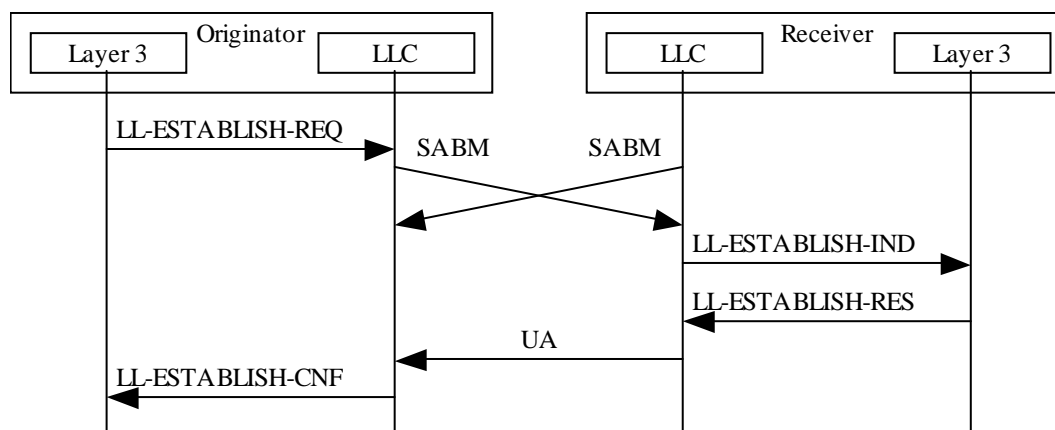 Originator
Receiver
Layer 3
LLC
LLC
Layer 3
LL-ESTABLISH-REQ
SABM
SABM
LL-ESTABLISH-IND
LL-ESTABLISH-RES
UA
LL-ESTABLISH-CNF